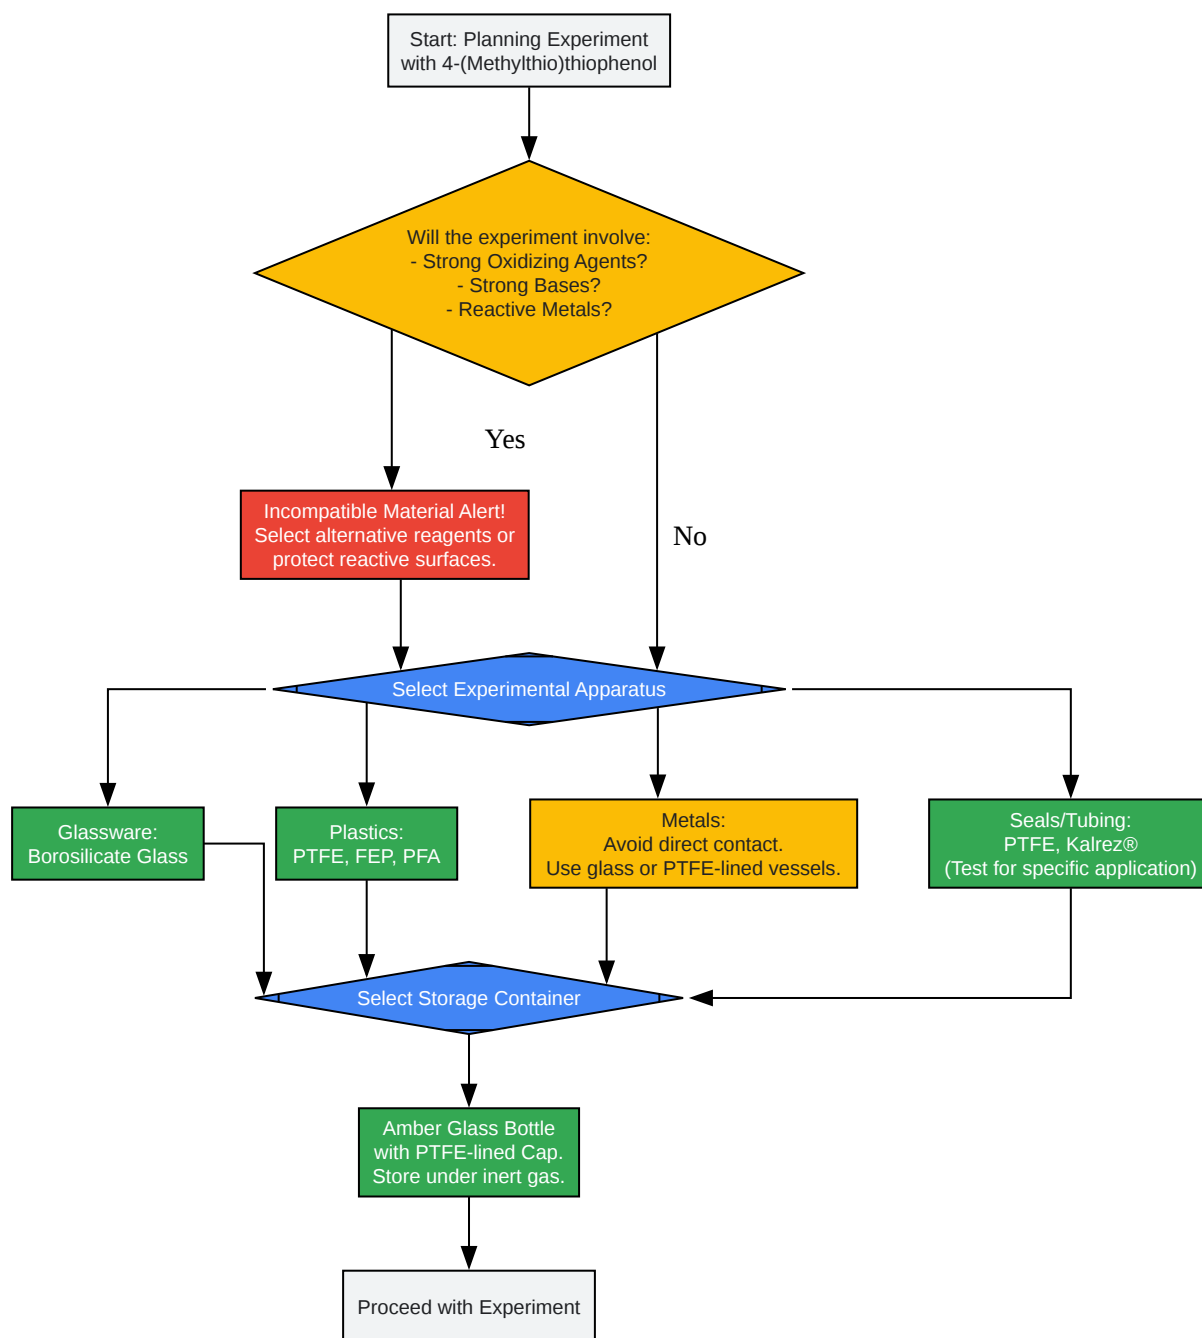 Start: Planning Experiment
with 4-(Methylthio)thiophenol
Will the experiment involve:
- Strong Oxidizing Agents?
- Strong Bases?
- Reactive Metals?
Yes
Incompatible Material Alert!
Select alternative reagents or
protect reactive surfaces.
No
Select Experimental Apparatus
Glassware:
Borosilicate Glass
Plastics:
PTFE, FEP, PFA
Metals:
Avoid direct contact.
Use glass or PTFE-lined vessels.
Seals/Tubing:
PTFE, Kalrez®
(Test for specific application)
Select Storage Container
Amber Glass Bottle
with PTFE-lined Cap.
Store under inert gas.
Proceed with Experiment